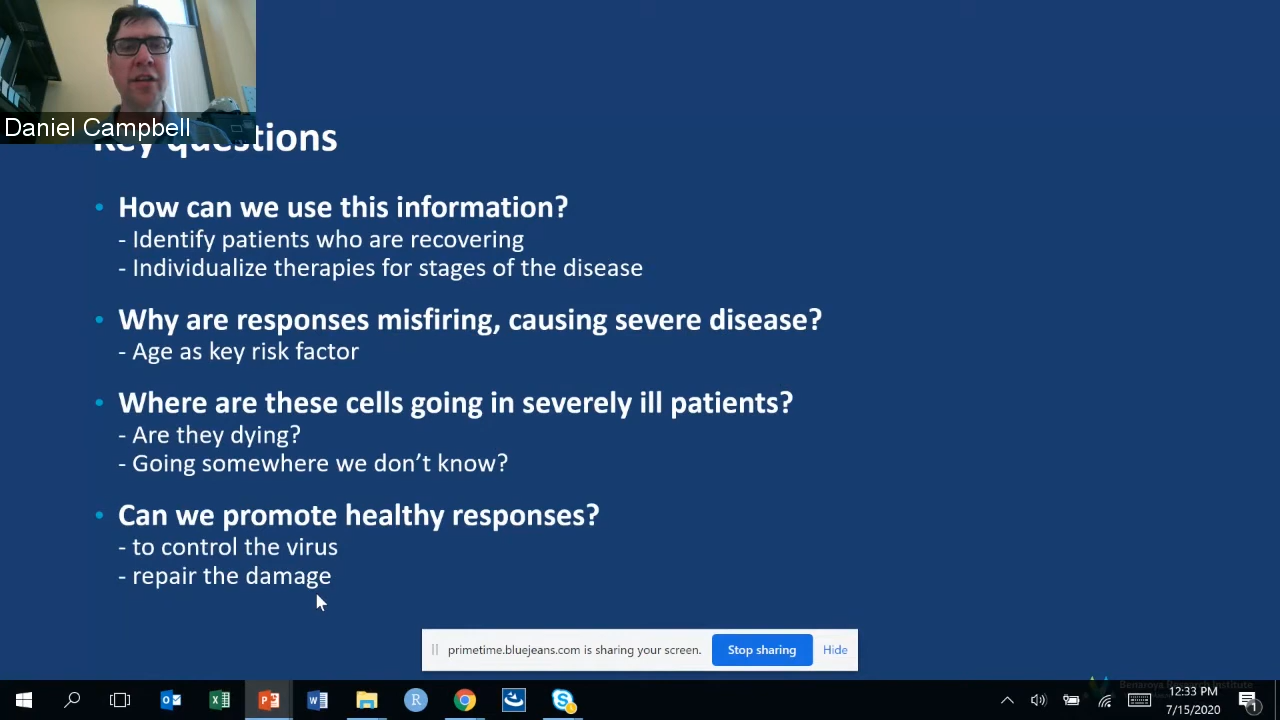 Daniel Campbell
Key questions
• How can we use this information?
- Identify patients who are recovering
- Individualize therapies for stages of the disease
• Why are responses misfiring, causing severe disease?
- Age as key risk factor
• Where are these cells going in severely ill patients?
- Are they dying?
- Going somewhere we don’t know?
• Can we promote healthy responses?
- to control the virus
- repair the damage
primetime.bluejeans.com is sharing your screen. Stop sharing Hide
Benaroya Research Institute
12:33 PM
7/15/2020
1